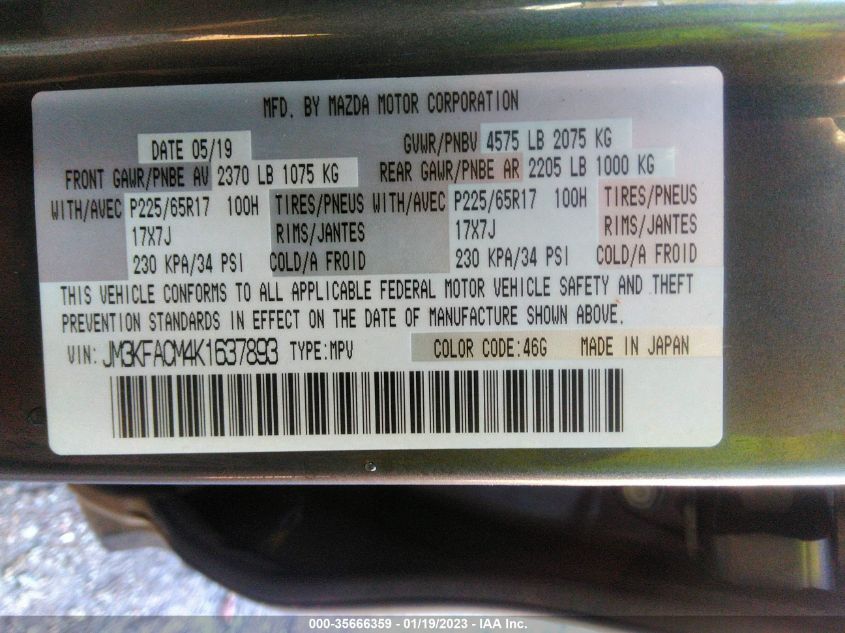 MFD. BY MAZDA MOTOR CORPORATION
DATE 05/19 GVWR/PNBV 4575 LB 2075 KG
FRONT GAWR/PNBE AV 2370 LB 1075 KG REAR GAWR/PNBE AR 2205 LB 1000 KG
WITH/AVEC P225/65R17 100H TIRES/PNEUS WITH/AVEC P225/65R17 100H TIRES/PNEUS
17X7J RIMS/JANTES 17X7J RIMS/JANTES
230 KPA/34 PSI COLD/A FROID 230 KPA/34 PSI COLD/A FROID
THIS VEHICLE CONFORMS TO ALL APPLICABLE FEDERAL MOTOR VEHICLE SAFETY AND THEFT
PREVENTION STANDARDS IN EFFECT ON THE DATE OF MANUFACTURE SHOWN ABOVE.
VIN: JM3KFACM4K1637893 TYPE:MPV COLOR CODE:46G MADE IN JAPAN
000-35666359 - 01/19/2023 - IAA Inc.